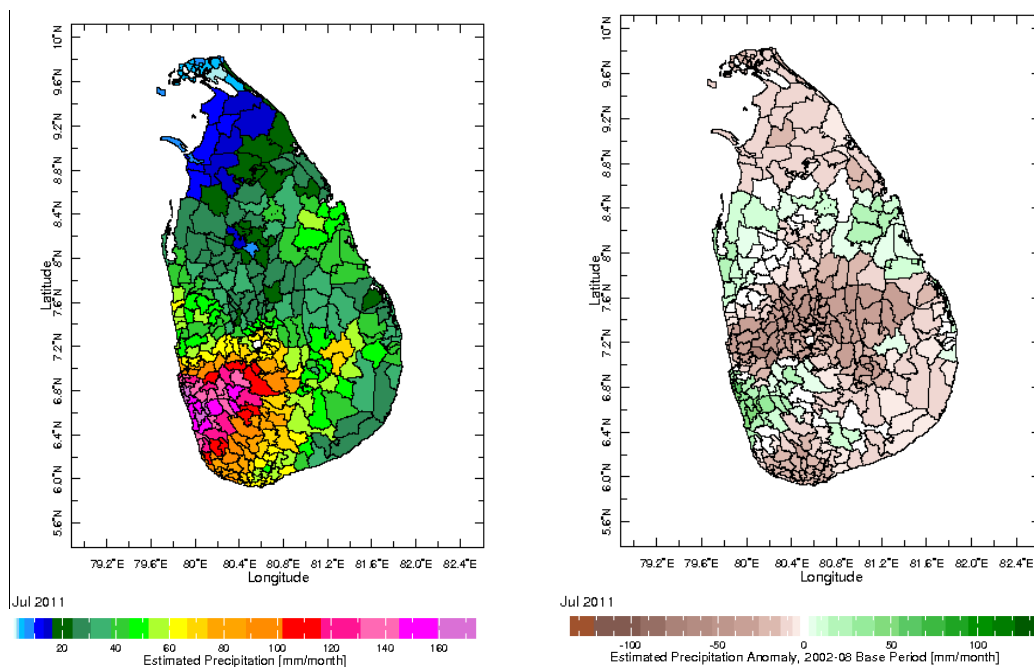 10°N
9.6°N
9.2°N
8.8°N
8.4°N
8°N
7.6°N
7.2°N
6.8°N
6.4°N
6.0°N
5.6°N
Latitude
79.2°E 79.6°E 80°E 80.4°E 80.8°E 81.2°E 81.6°E 82°E 82.4°E
Longitude
Jul 2011
20 40 60 80 100 120 140 160
Estimated Precipitation [mm/month]
10°N
9.6°N
9.2°N
8.8°N
8.4°N
8°N
7.6°N
7.2°N
6.8°N
6.4°N
6.0°N
5.6°N
Latitude
79.2°E 79.6°E 80°E 80.4°E 80.8°E 81.2°E 81.6°E 82.0°E 82.4°E
Longitude
Jul 2011
-100 -50 0 50 100
Estimated Precipitation Anomaly, 2002-08 Base Period [mm/month]